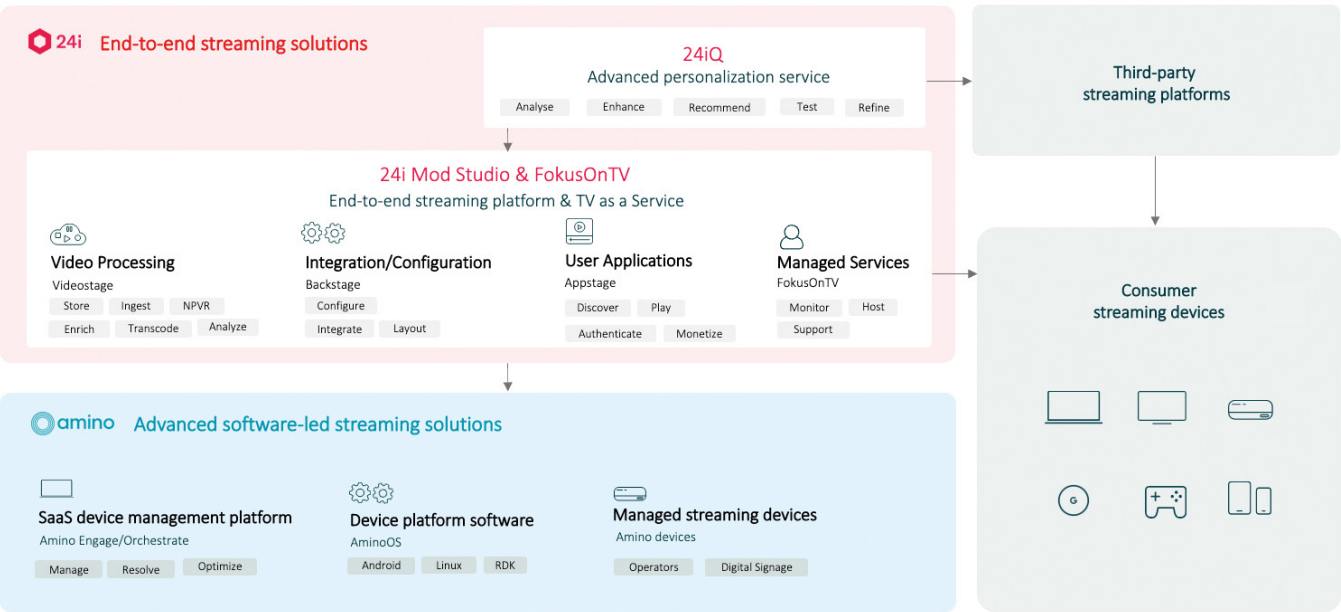 24i End-to-end streaming solutions
24iQ
Advanced personalization service
Analyse Enhance Recommend Test Refine
Third-party
streaming platforms
24i Mod Studio & FokusOnTV
End-to-end streaming platform & TV as a Service
Video Processing
Videostage
Store Ingest NPVR
Enrich Transcode Analyze
Integration/Configuration
Backstage
Configure
Integrate Layout
User Applications
Appstage
Discover Play
Authenticate Monetize
Managed Services
FokusOnTV
Monitor Host
Support
Consumer
streaming devices
G
amino Advanced software-led streaming solutions
SaaS device management platform
Amino Engage/Orchestrate
Manage Resolve Optimize
Device platform software
AminoOS
Android Linux RDK
Managed streaming devices
Amino devices
Operators Digital Signage